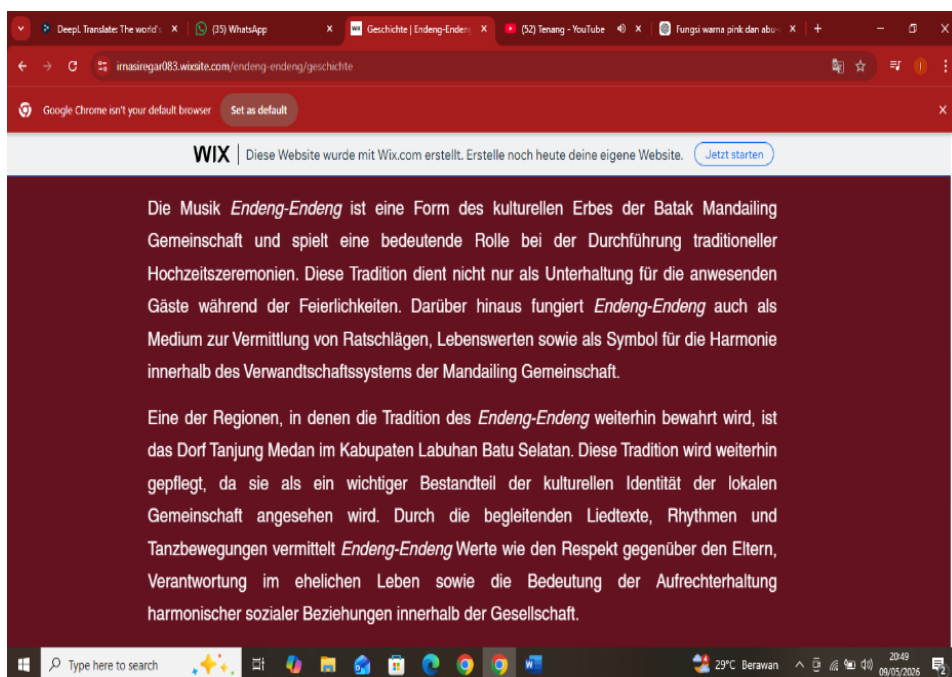 DeepL Translate: The world's
(35) WhatsApp
Geschichte | Endeng-Endeng
(52) Tenang - YouTube
Fungsi warna pink dan abu-
imasiregar083.wixsite.com/endeng-endeng/geschichte
Google Chrome isn't your default browser
Set as default
WIX | Diese Website wurde mit Wix.com erstellt. Erstelle noch heute deine eigene Website.
Jetzt starten
Die Musik Endeng-Endeng ist eine Form des kulturellen Erbes der Batak Mandailing
Gemeinschaft und spielt eine bedeutende Rolle bei der Durchführung traditioneller
Hochzeitszeremonien. Diese Tradition dient nicht nur als Unterhaltung für die anwesenden
Gäste während der Feierlichkeiten. Darüber hinaus fungiert Endeng-Endeng auch als
Medium zur Vermittlung von Ratschlägen, Lebenswerten sowie als Symbol für die Harmonie
innerhalb des Verwandtschaftssystems der Mandailing Gemeinschaft.
Eine der Regionen, in denen die Tradition des Endeng-Endeng weiterhin bewahrt wird, ist
das Dorf Tanjung Medan im Kabupaten Labuhan Batu Selatan. Diese Tradition wird weiterhin
gepflegt, da sie als ein wichtiger Bestandteil der kulturellen Identität der lokalen
Gemeinschaft angesehen wird. Durch die begleitenden Liedtexte, Rhythmen und
Tanzbewegungen vermittelt Endeng-Endeng Werte wie den Respekt gegenüber den Eltern,
Verantwortung im ehelichen Leben sowie die Bedeutung der Aufrechterhaltung
harmonischer sozialer Beziehungen innerhalb der Gesellschaft.
Type here to search
29°C Berawan
20:49
09/05/2026